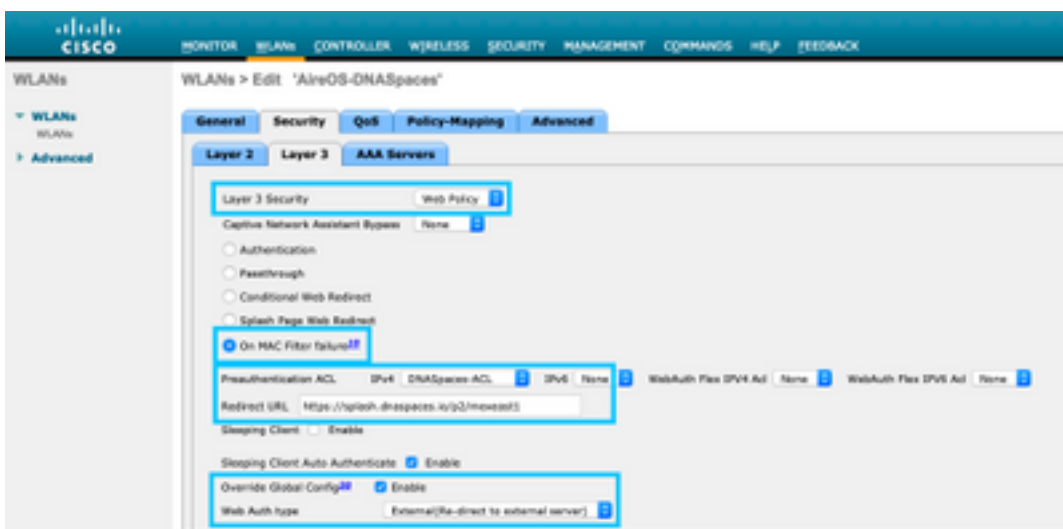 CISCO
MONITOR WLANs CONTROLLER WIRELESS SECURITY MANAGEMENT COMMANDS HELP FEEDBACK
WLANs
WLANs > Edit 'AireOS-DNASpaces'
WLANs
WLANs
Advanced
General Security QoS Policy-Mapping Advanced
Layer 2 Layer 3 AAA Servers
Layer 3 Security Web Policy
Captive Network Assistant Bypass None
Authentication
Passthrough
Conditional Web Redirect
Splash Page Web Redirect
On MAC Filter failure
Preauthentication ACL IPv4 DNASpaces-ACL IPv6 None WebAuth Flex IPV4 Acl None WebAuth Flex IPV6 Acl None
Redirect URL https://splash.dnaspaces.io/p2/mexeast1
Sleeping Client Enable
Sleeping Client Auto Authenticate Enable
Override Global Config Enable
Web Auth type External(Re-direct to external server)